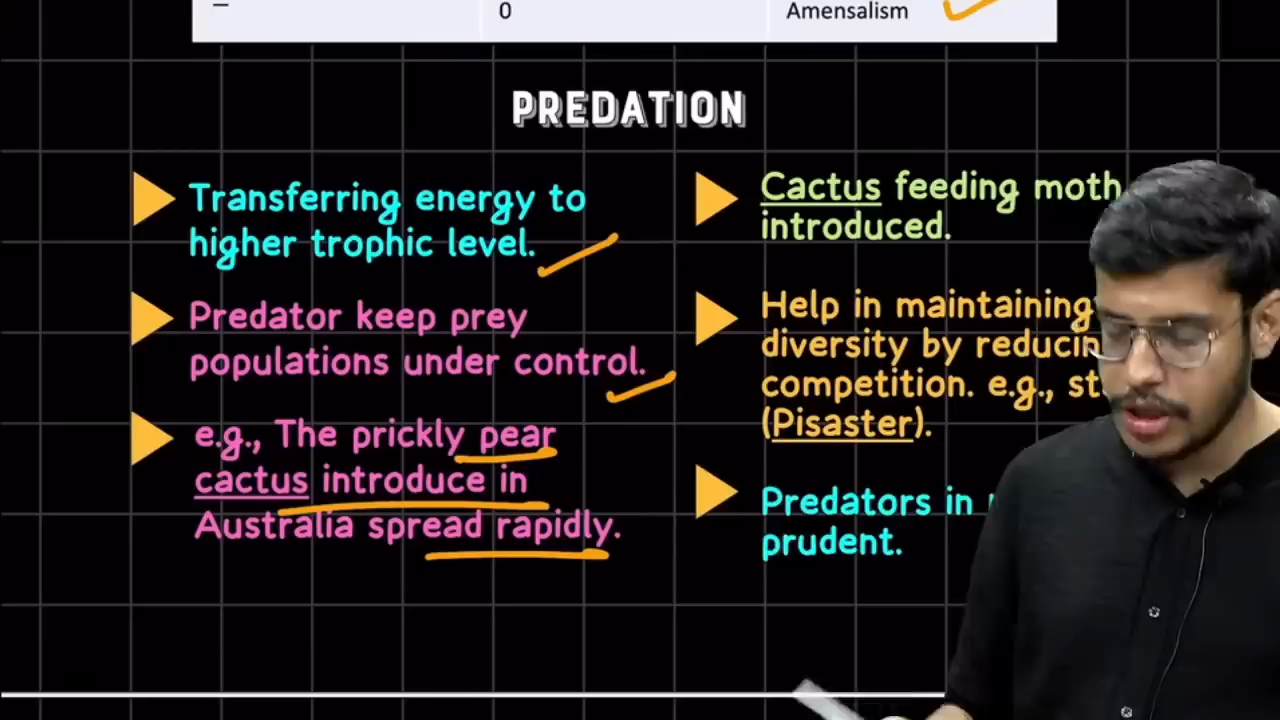 – 0 Amensalism
PREDATION
Transferring energy to
higher trophic level.
Predator keep prey
populations under control.
e.g., The prickly pear
cactus introduce in
Australia spread rapidly.
Cactus feeding moth
introduced.
Help in maintaining
diversity by
competition. e.g.,
(Pisaster).
Predators in
prudent.